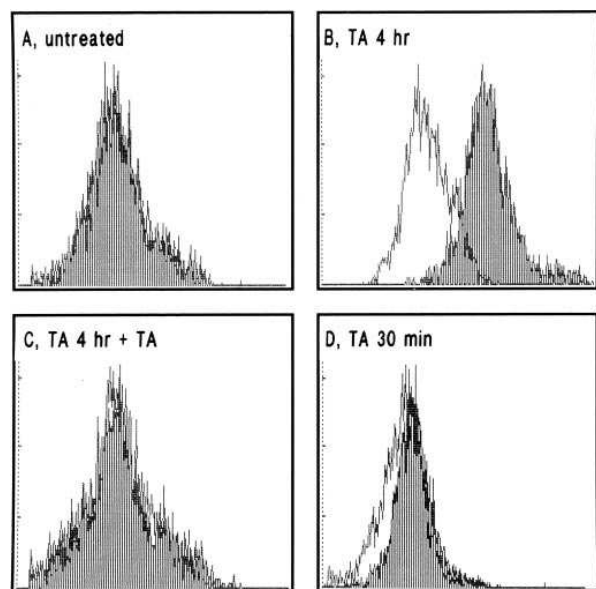 A, untreated
B, TA 4 hr
C, TA 4 hr + TA
D, TA 30 min